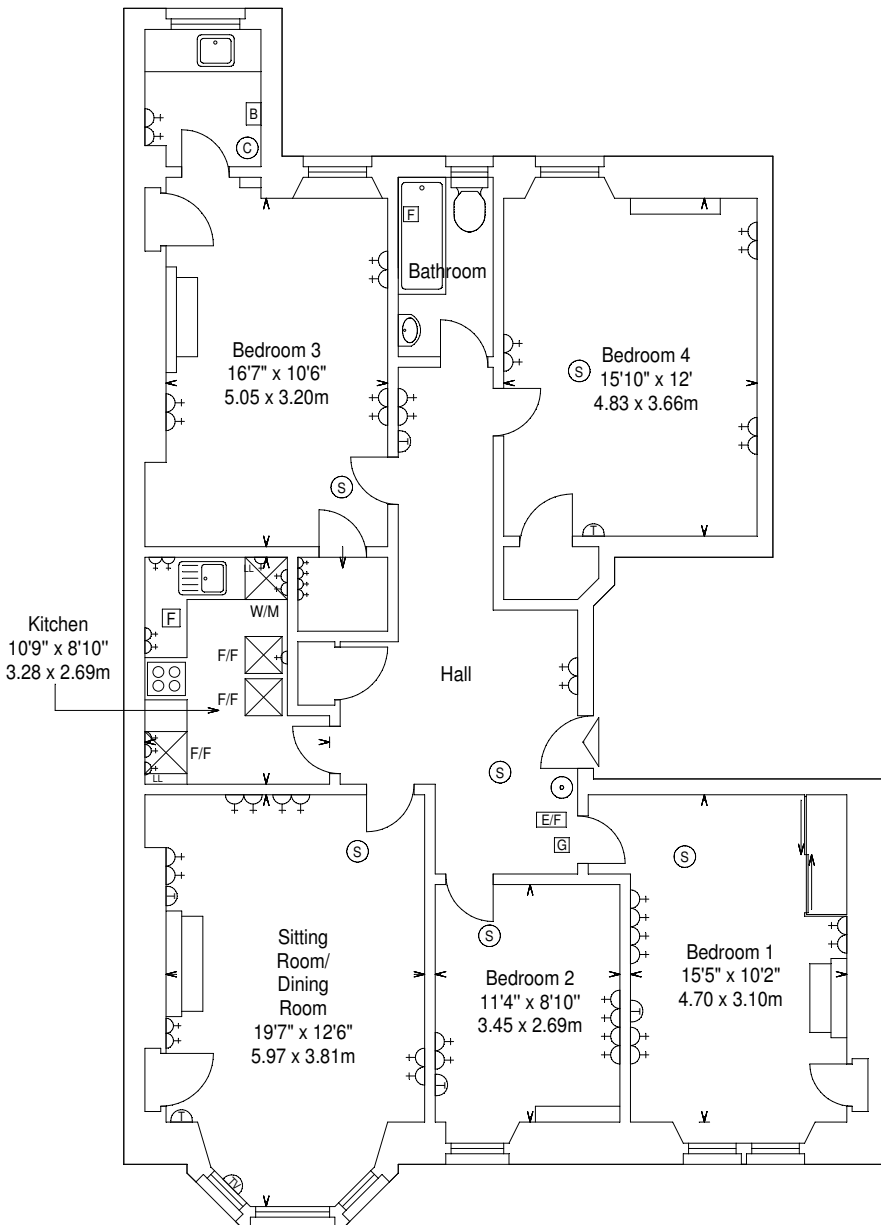 B
C
F
Bathroom
Bedroom 3
16'7" x 10'6"
5.05 x 3.20m
S
Bedroom 4
15'10" x 12'
4.83 x 3.66m
S
T
T
LL
W/M
F
Kitchen
10'9" x 8'10"
3.28 x 2.69m
F/F
F/F
F/F
LL
Hall
S
E/F
G
S
S
S
Sitting
Room/
Dining
Room
19'7" x 12'6"
5.97 x 3.81m
T
T
TV
Bedroom 2
11'4" x 8'10"
3.45 x 2.69m
T
Bedroom 1
15'5" x 10'2"
4.70 x 3.10m
T